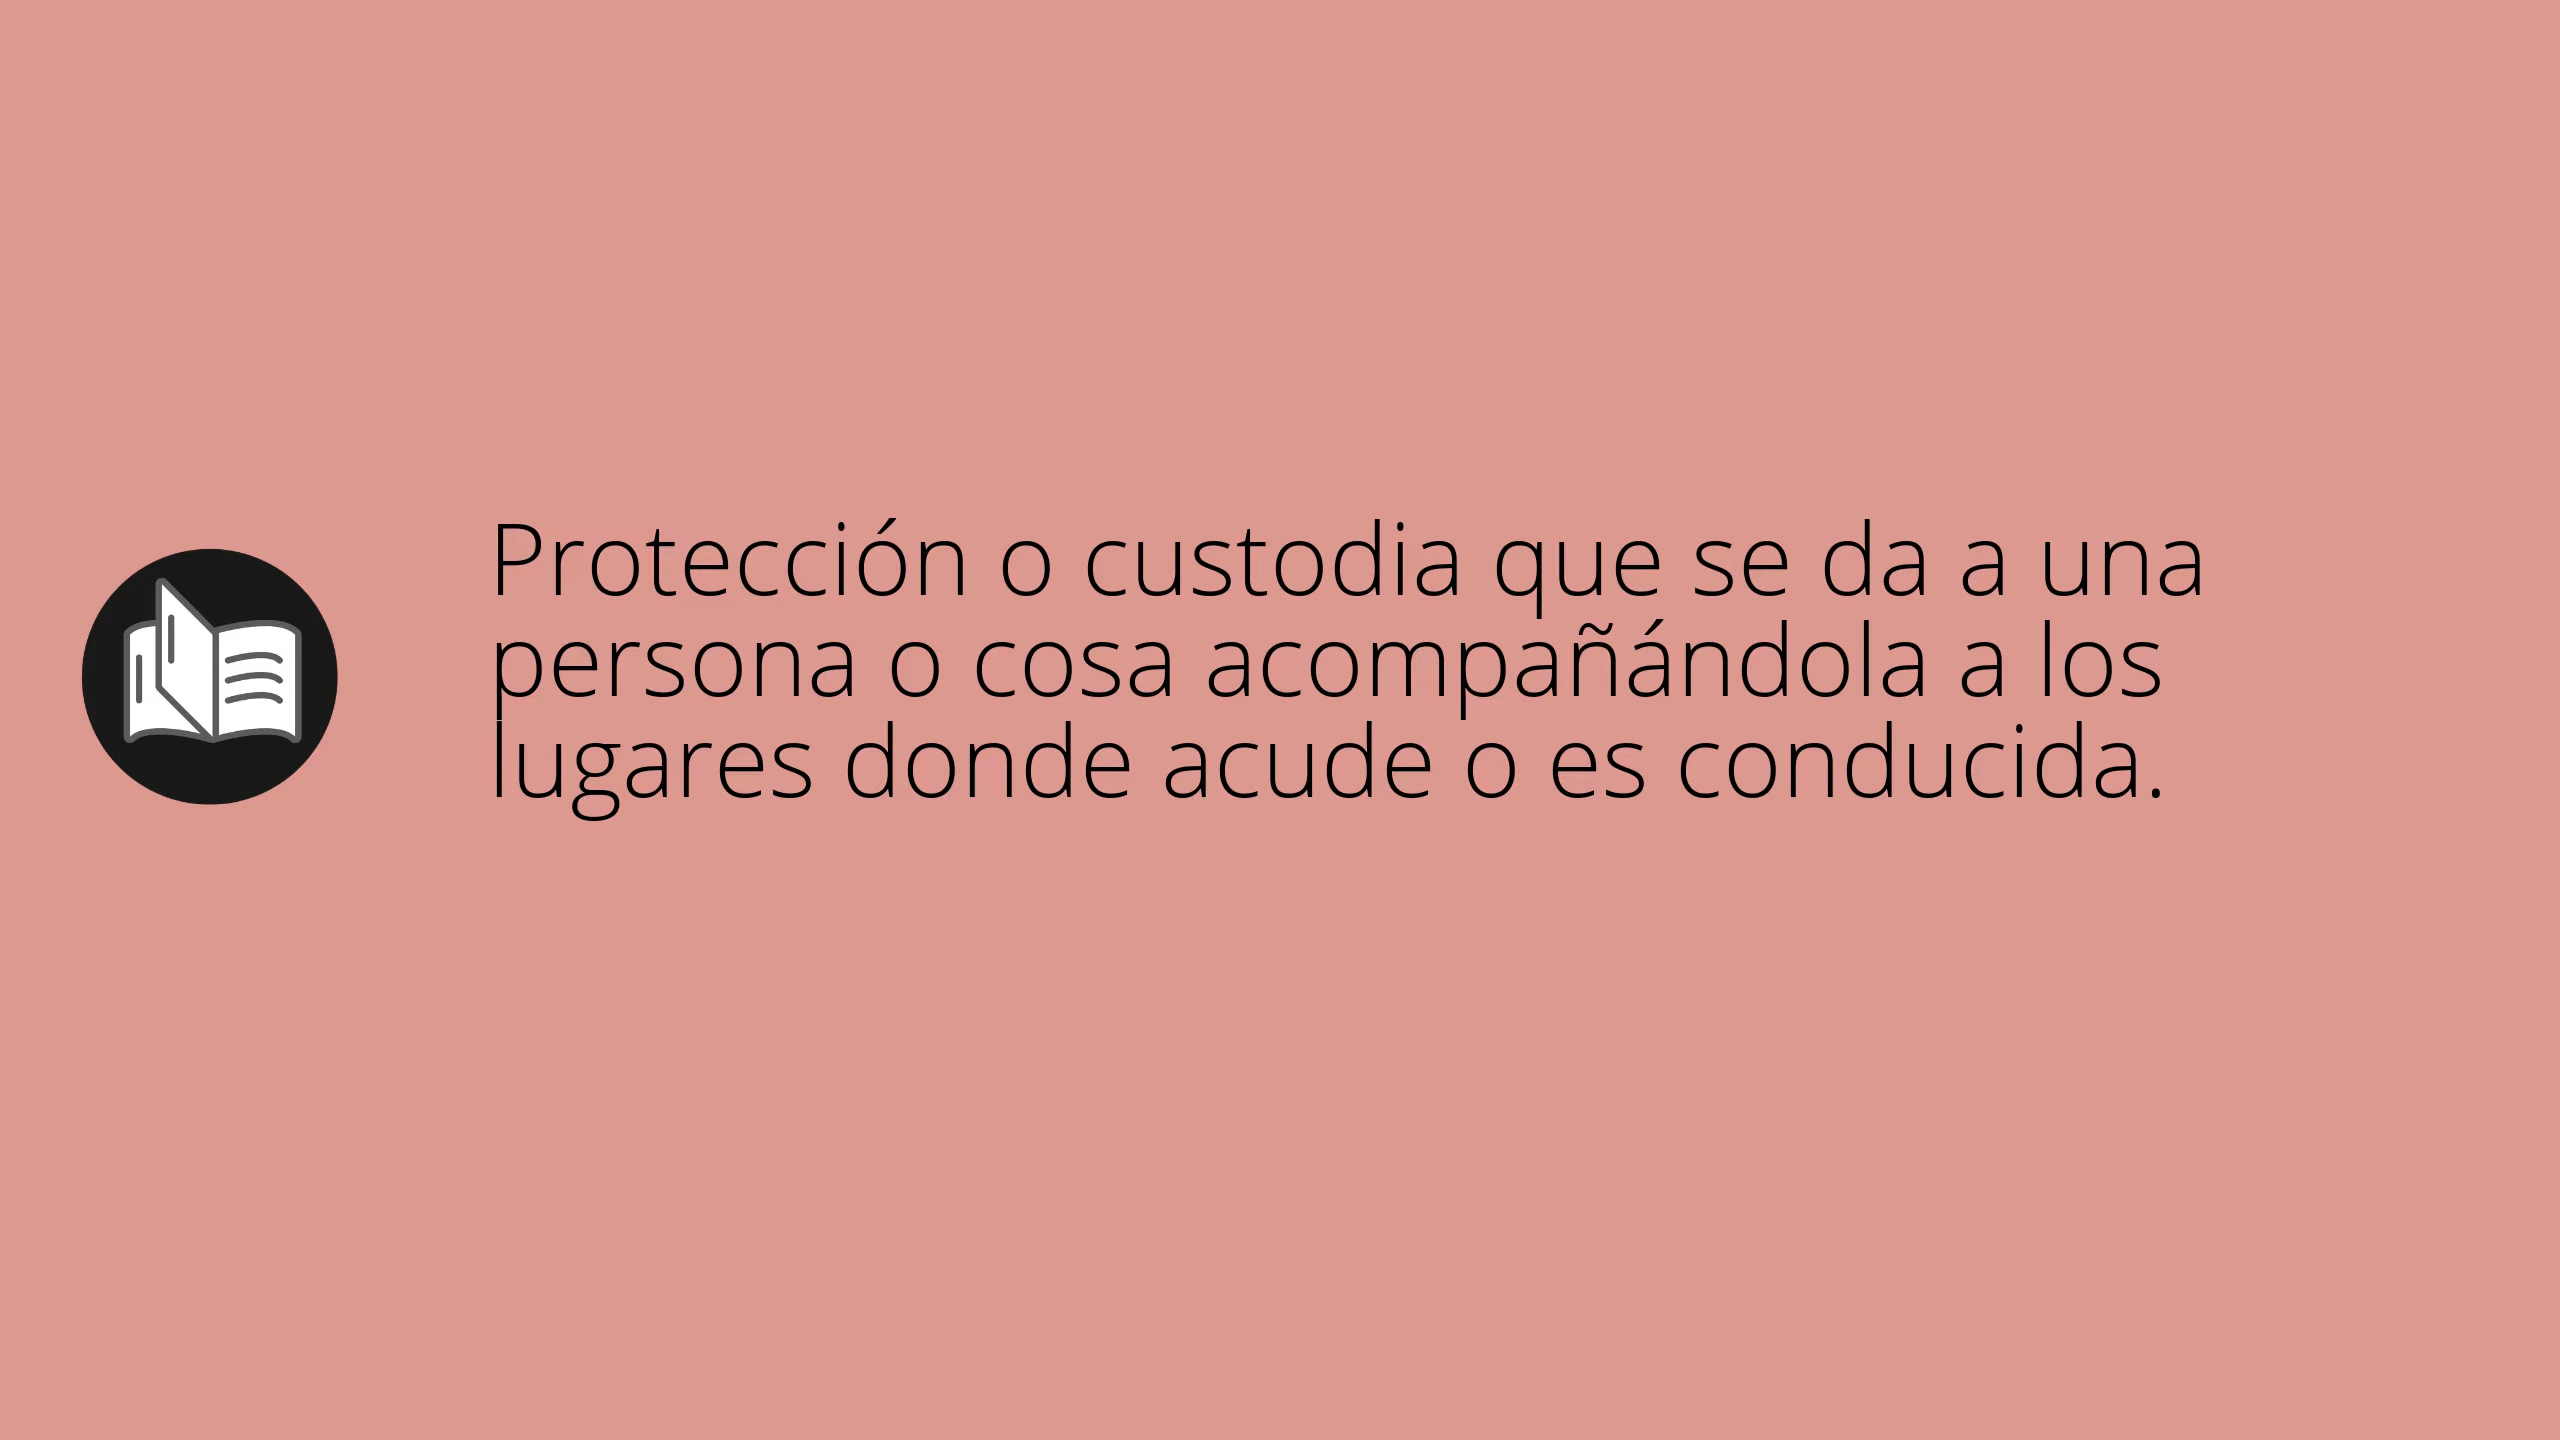 Protección o custodia que se da a una
persona o cosa acompañándola a los
lugares donde acude o es conducida.